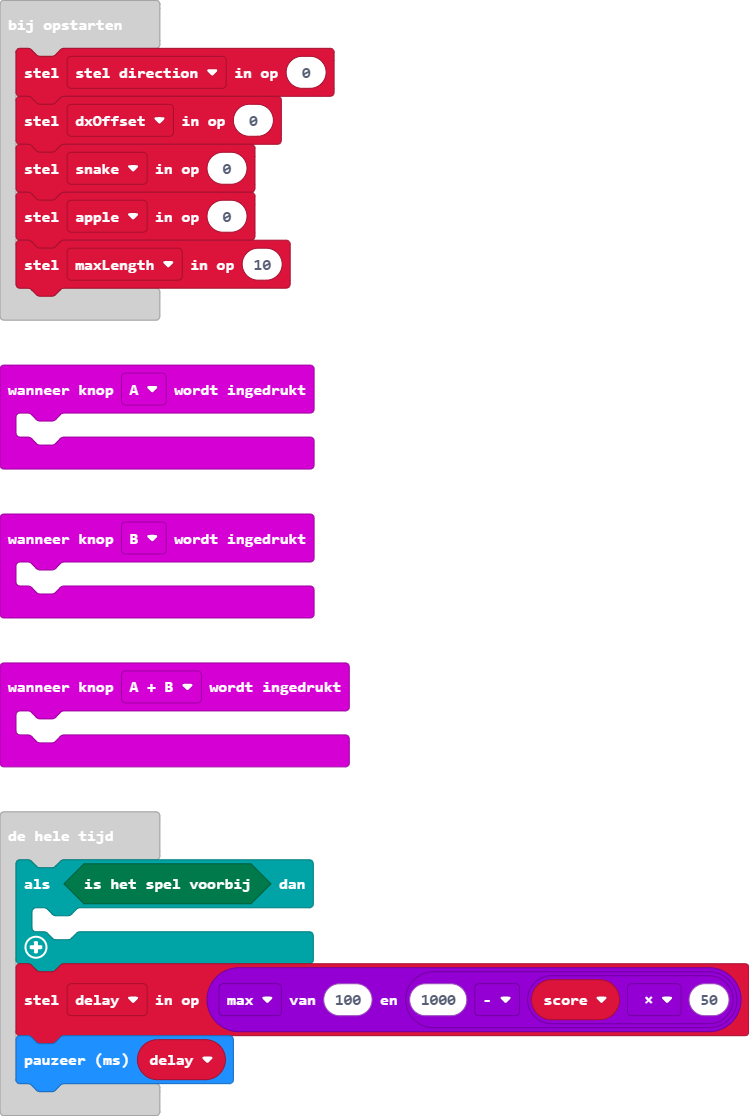 bij opstarten
stel stel direction in op 0
stel dxOffset in op 0
stel snake in op 0
stel apple in op 0
stel maxLength in op 10
wanneer knop A wordt ingedrukt
wanneer knop B wordt ingedrukt
wanneer knop A + B wordt ingedrukt
de hele tijd
als is het spel voorbij dan
stel delay in op max van 100 en 1000 - score × 50
pauzeer (ms) delay